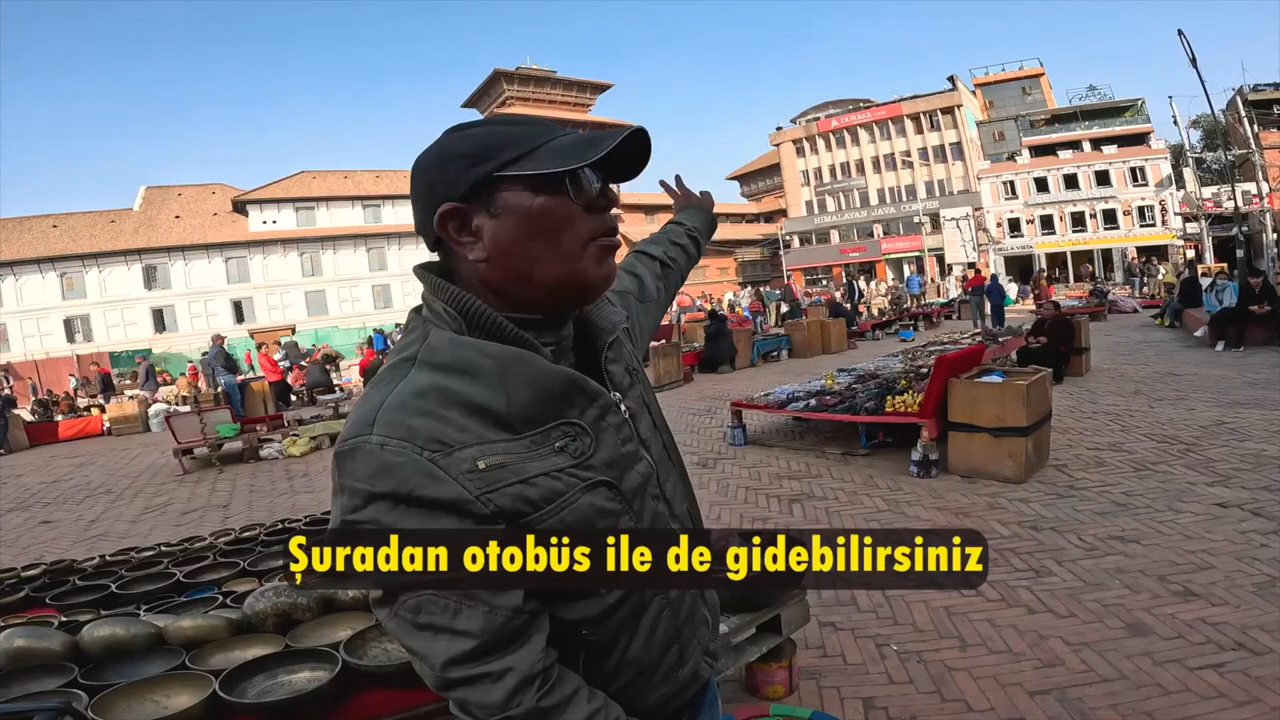 DURBAR
HIMALAYAN JAVA COFFEE
BELLA VISTA
Şuradan otobüs ile de gidebilirsiniz